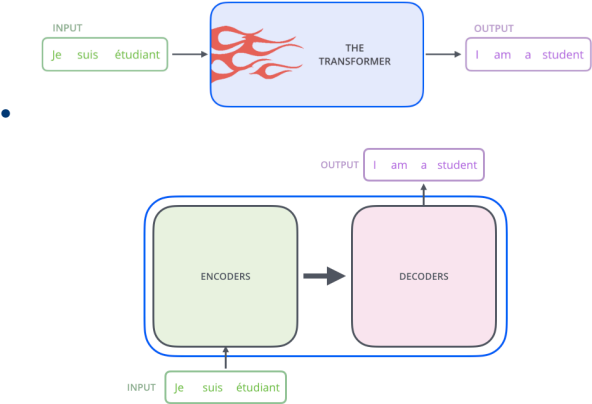 INPUT
OUTPUT
Je suis étudiant
THE
TRANSFORMER
I am a student
OUTPUT
I am a student
ENCODERS
DECODERS
INPUT
Je suis étudiant